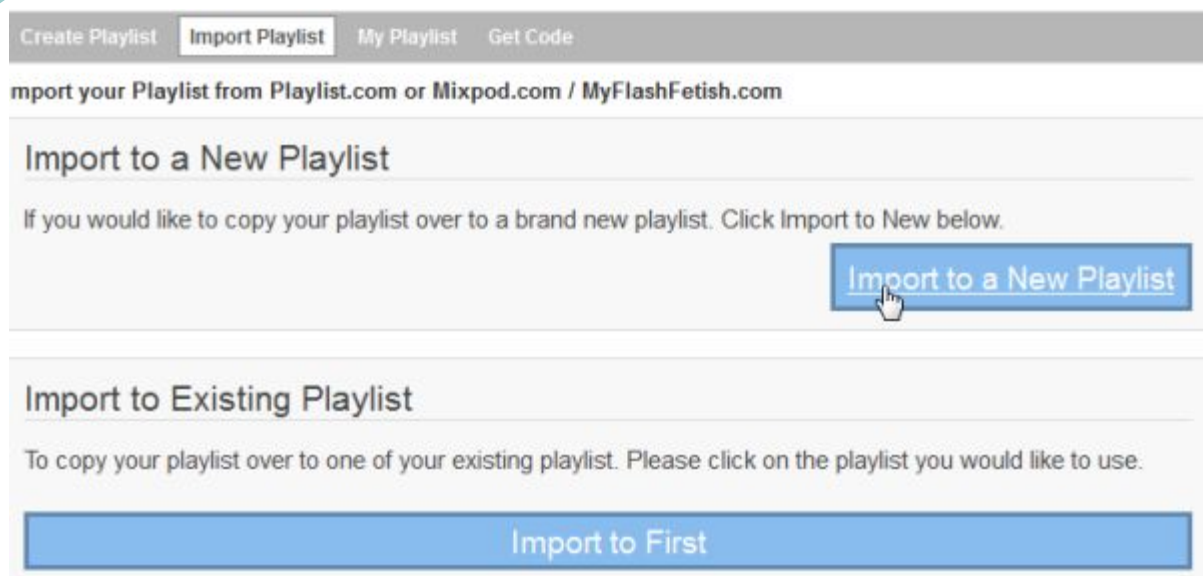 Create Playlist Import Playlist My Playlist Get Code
mport your Playlist from Playlist.com or Mixpod.com / MyFlashFetish.com
Import to a New Playlist
If you would like to copy your playlist over to a brand new playlist. Click Import to New below.
Import to a New Playlist
Import to Existing Playlist
To copy your playlist over to one of your existing playlist. Please click on the playlist you would like to use.
Import to First